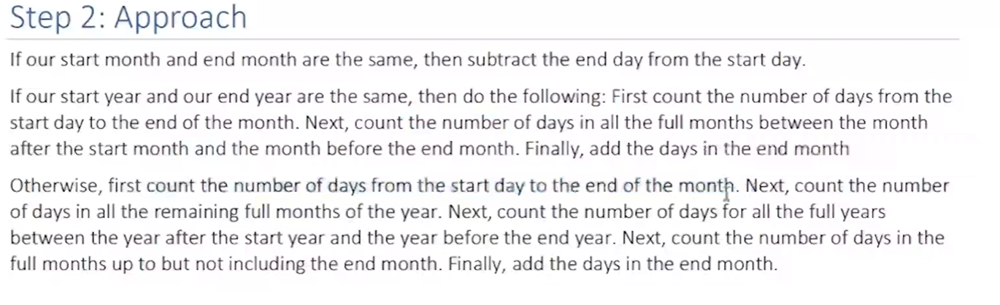 Step 2: Approach
If our start month and end month are the same, then subtract the end day from the start day.
If our start year and our end year are the same, then do the following: First count the number of days from the
start day to the end of the month. Next, count the number of days in all the full months between the month
after the start month and the month before the end month. Finally, add the days in the end month
Otherwise, first count the number of days from the start day to the end of the month. Next, count the number
of days in all the remaining full months of the year. Next, count the number of days for all the full years
between the year after the start year and the year before the end year. Next, count the number of days in the
full months up to but not including the end month. Finally, add the days in the end month.